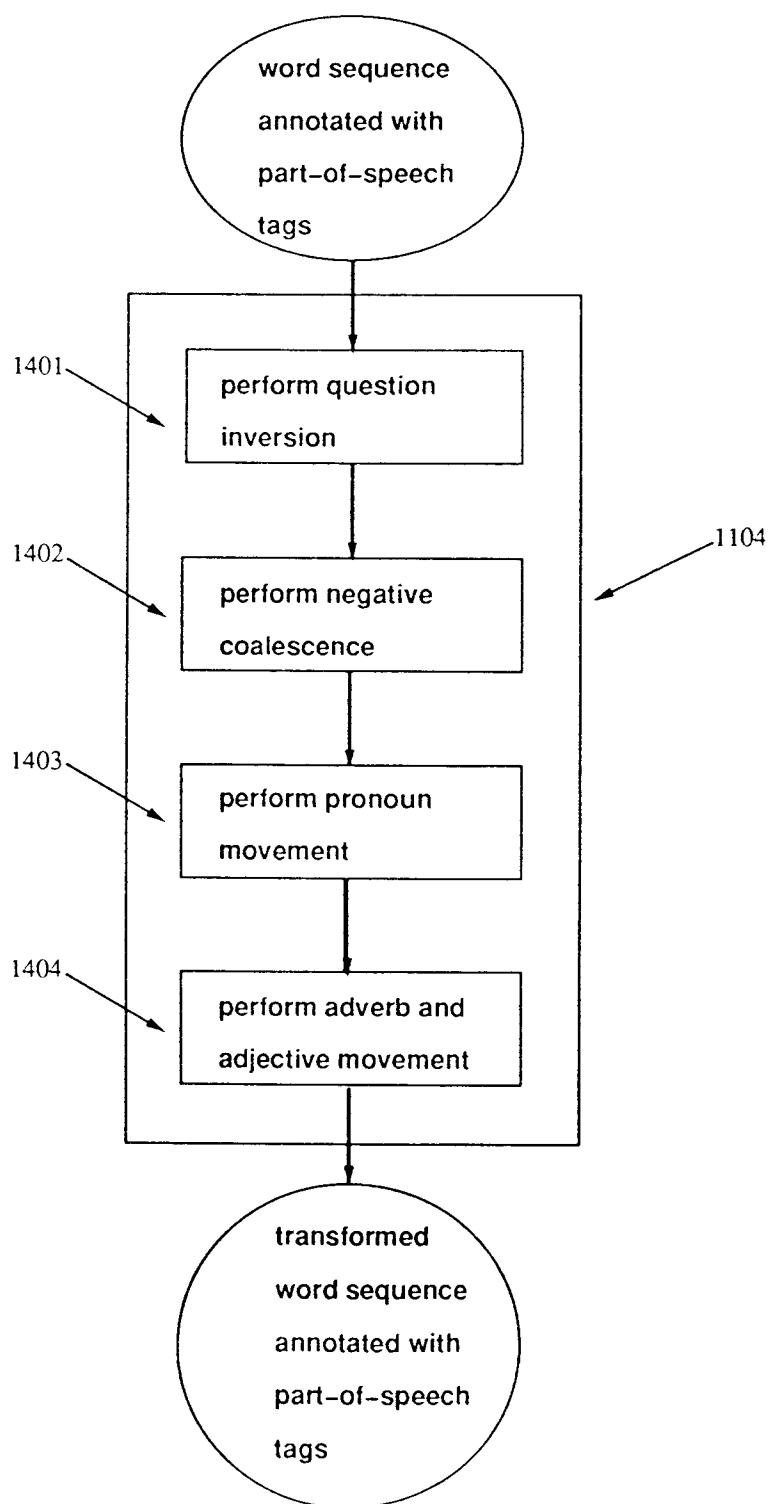 word sequence
annotated with
part-of-speech
tags
1401
perform question
inversion
1104
1402
perform negative
coalescence
1403
perform pronoun
movement
1404
perform adverb and
adjective movement
transformed
word sequence
annotated with
part-of-speech
tags